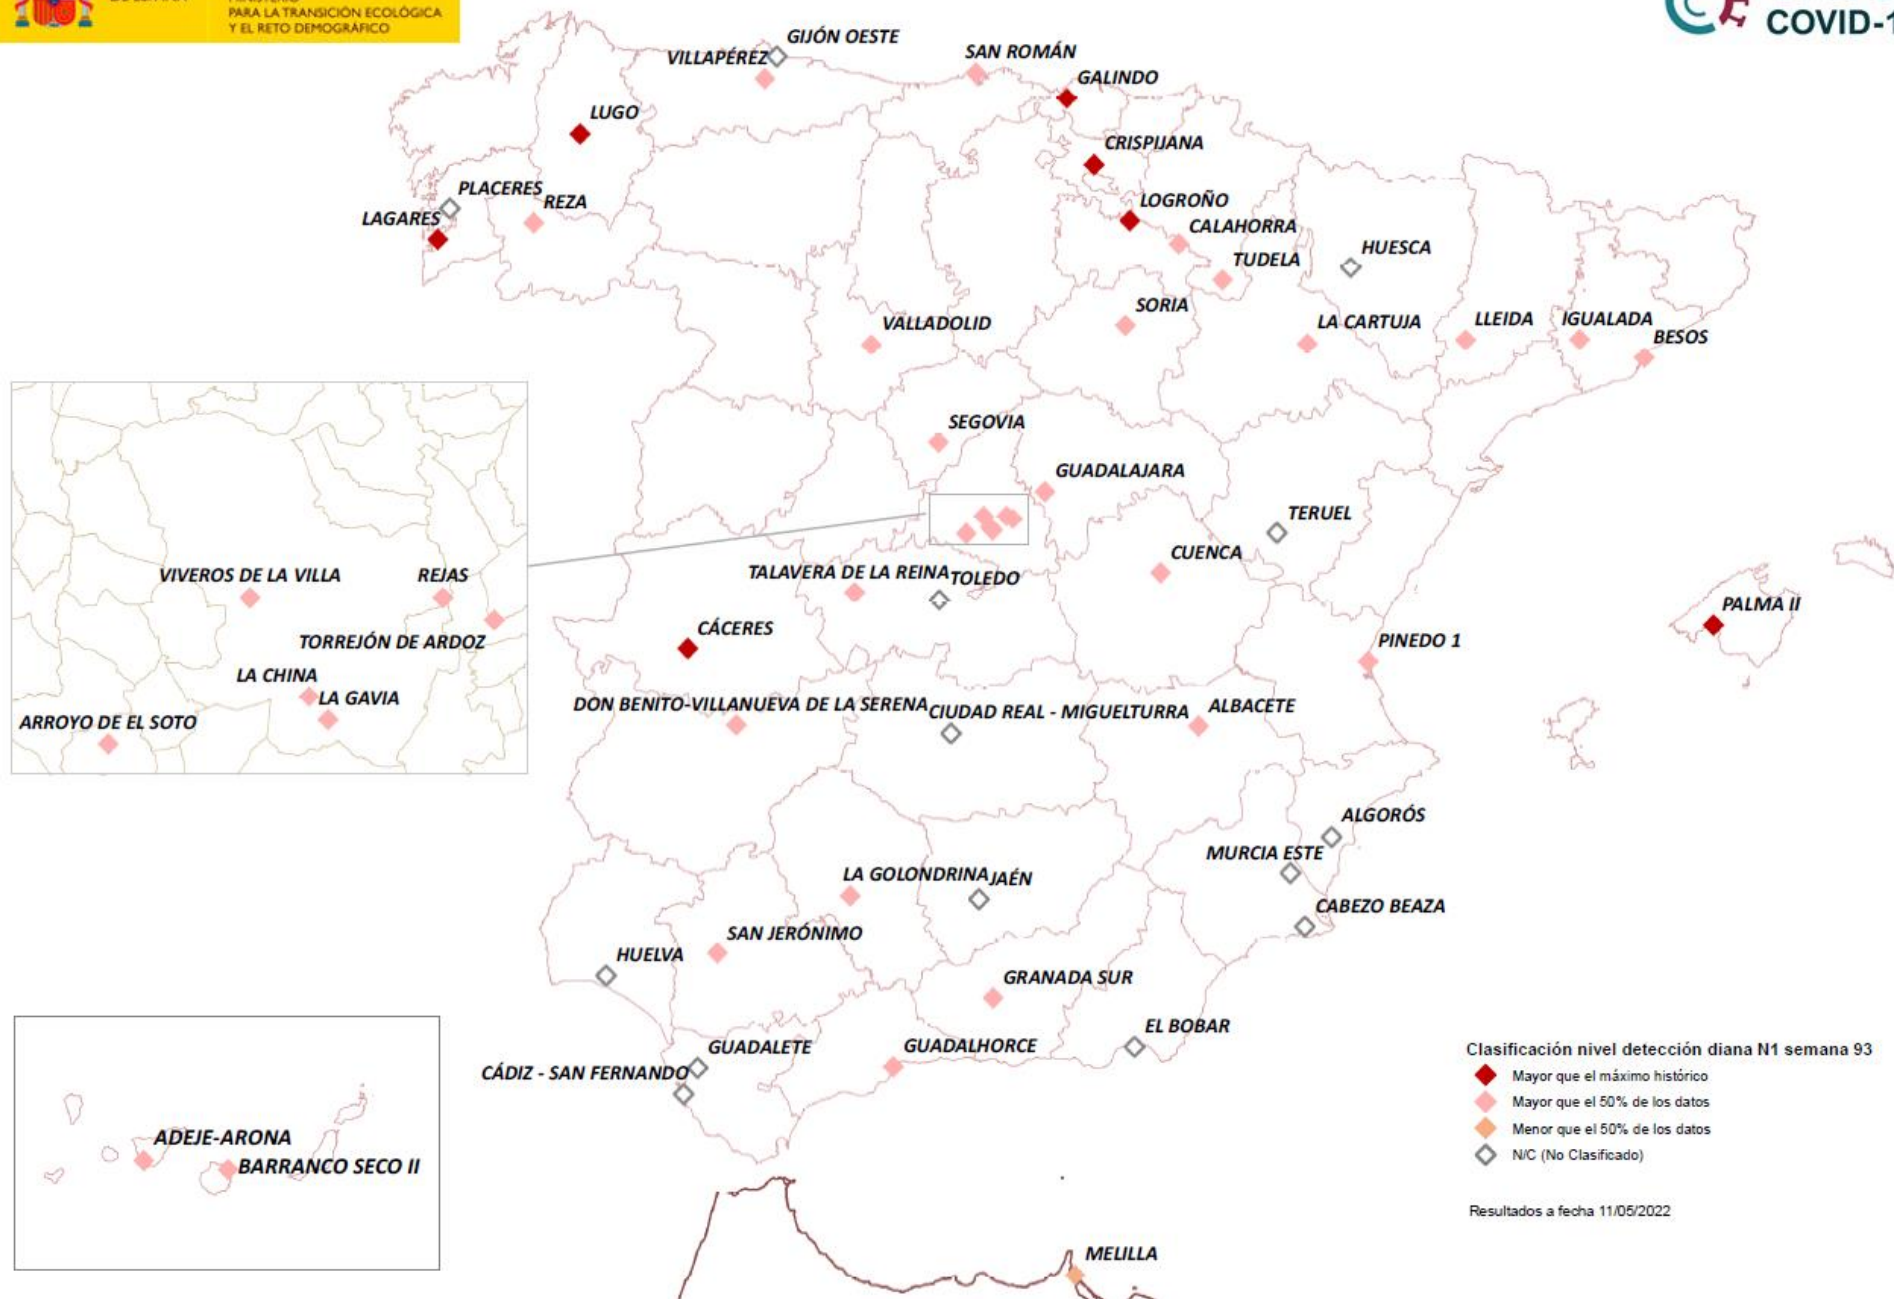 PARA LA TRANSICIÓN ECOLÓGICA
Y EL RETO DEMOGRÁFICO
COVID-1
GIJÓN OESTE
VILLAPÉREZ
SAN ROMÁN
GALINDO
LUGO
CRISPIJANA
PLACERES
REZA
LOGROÑO
LAGARES
CALAHORRA
HUESCA
TUDELA
SORIA
VALLADOLID
LA CARTUJA
LLEIDA
IGUALADA
BESOS
SEGOVIA
GUADALAJARA
TERUEL
CUENCA
VIVEROS DE LA VILLA
REJAS
TALAVERA DE LA REINA
TOLEDO
PALMA II
CÁCERES
TORREJÓN DE ARDOZ
PINEDO 1
LA CHINA
LA GAVIA
ARROYO DE EL SOTO
DON BENITO-VILLANUEVA DE LA SERENA
CIUDAD REAL - MIGUELTURRA
ALBACETE
ALGORÓS
MURCIA ESTE
LA GOLONDRINA
JAÉN
CABEZO BEAZA
SAN JERÓNIMO
HUELVA
GRANADA SUR
EL BOBAR
GUADALETE
GUADALHORCE
CÁDIZ - SAN FERNANDO
Clasificación nivel detección diana N1 semana 93
Mayor que el máximo histórico
Mayor que el 50% de los datos
Menor que el 50% de los datos
N/C (No Clasificado)
ADEJE-ARONA
BARRANCO SECO II
Resultados a fecha 11/05/2022
MELILLA